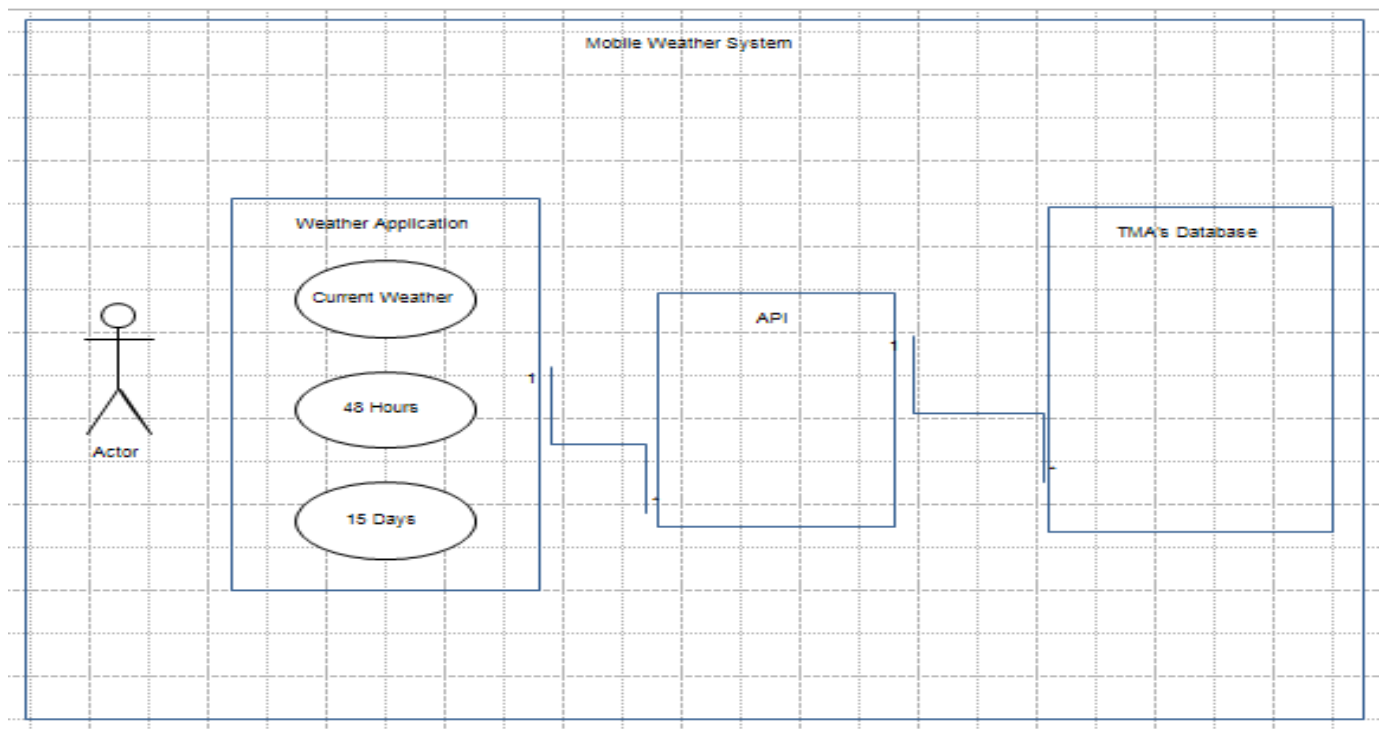 Mobile Weather System
Weather Application
TMA's Database
Current Weather
API
1
1
48 Hours
Actor
15 Days